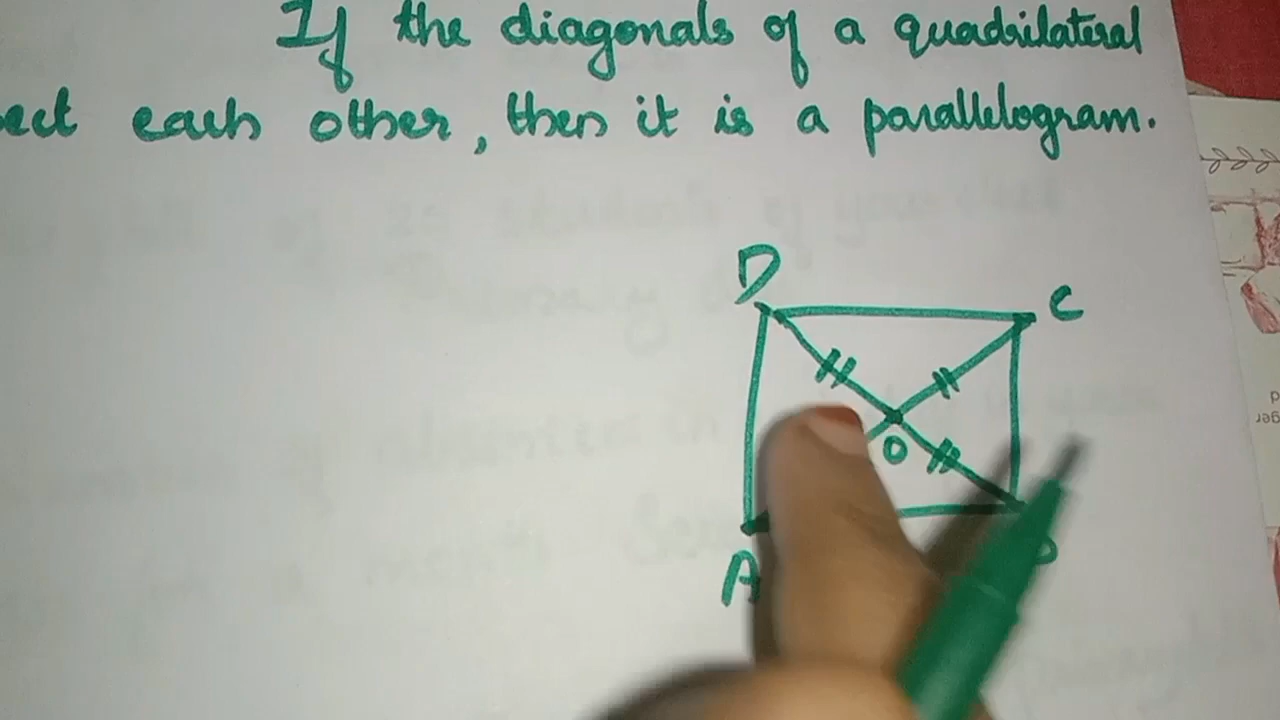 If the diagonals of a quadrilateral
ect each other, then it is a parallelogram.
D
C
O
A